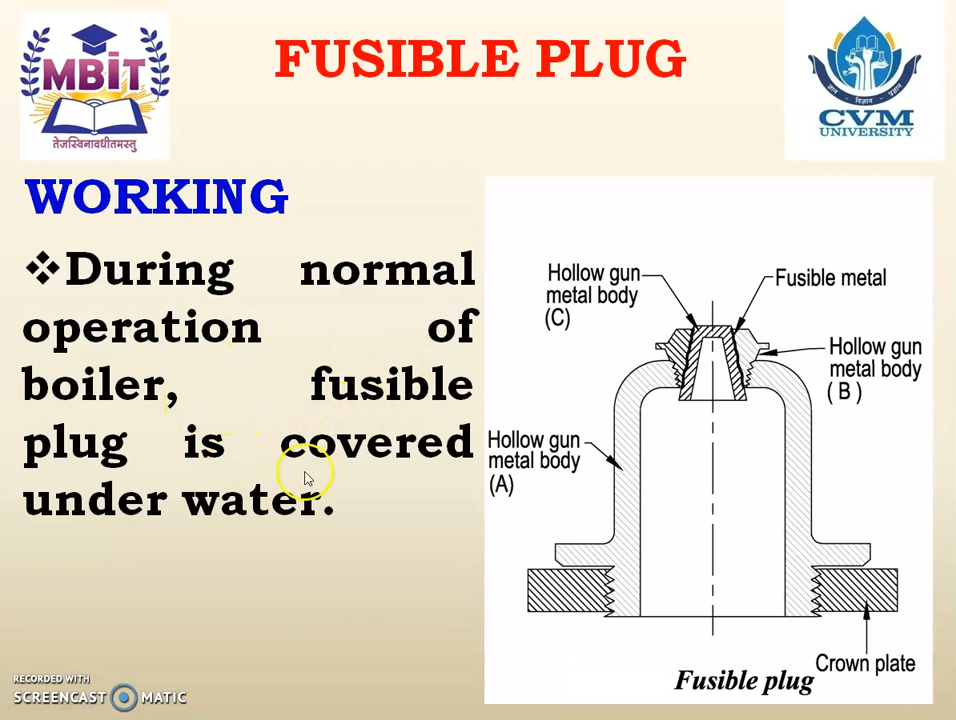 FUSIBLE PLUG
MBiT
तेजस्विनावधीतमस्तु
CVM
UNIVERSITY
WORKING
❖During normal
operation of
boiler, fusible
plug is covered
under water.
Hollow gun
metal body
(C)
Fusible metal
Hollow gun
metal body
( B )
Hollow gun
metal body
(A)
Crown plate
Fusible plug
RECORDED WITH
SCREENCAST MATIC